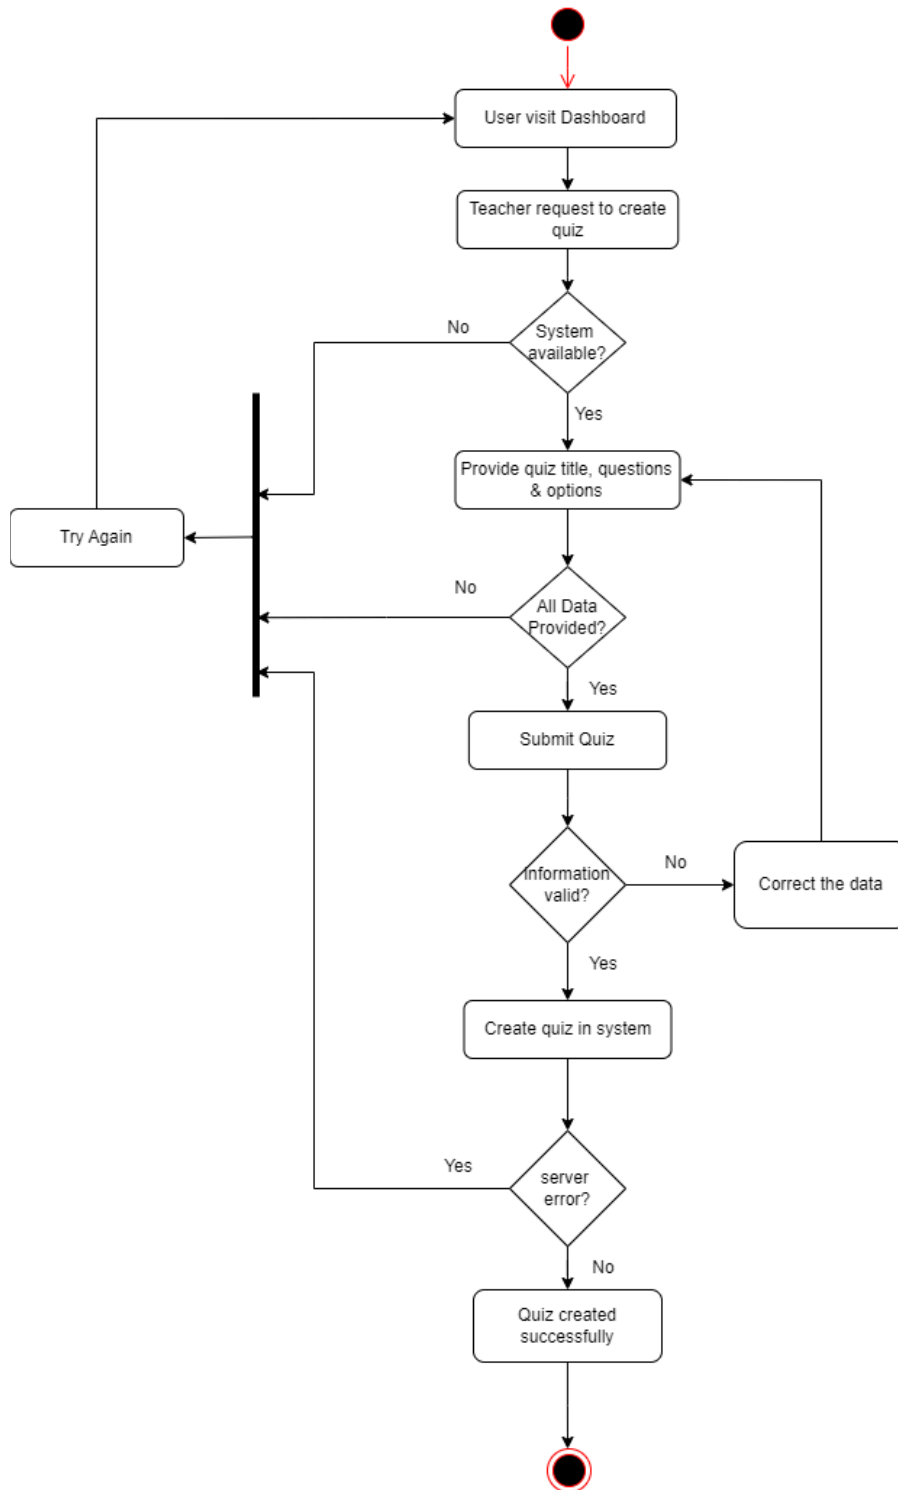 User visit Dashboard
Teacher request to create
quiz
No
System
available?
Yes
Provide quiz title, questions
& options
Try Again
No
All Data
Provided?
Yes
Submit Quiz
Information
valid?
No
Correct the data
Yes
Create quiz in system
Yes
server
error?
No
Quiz created
successfully